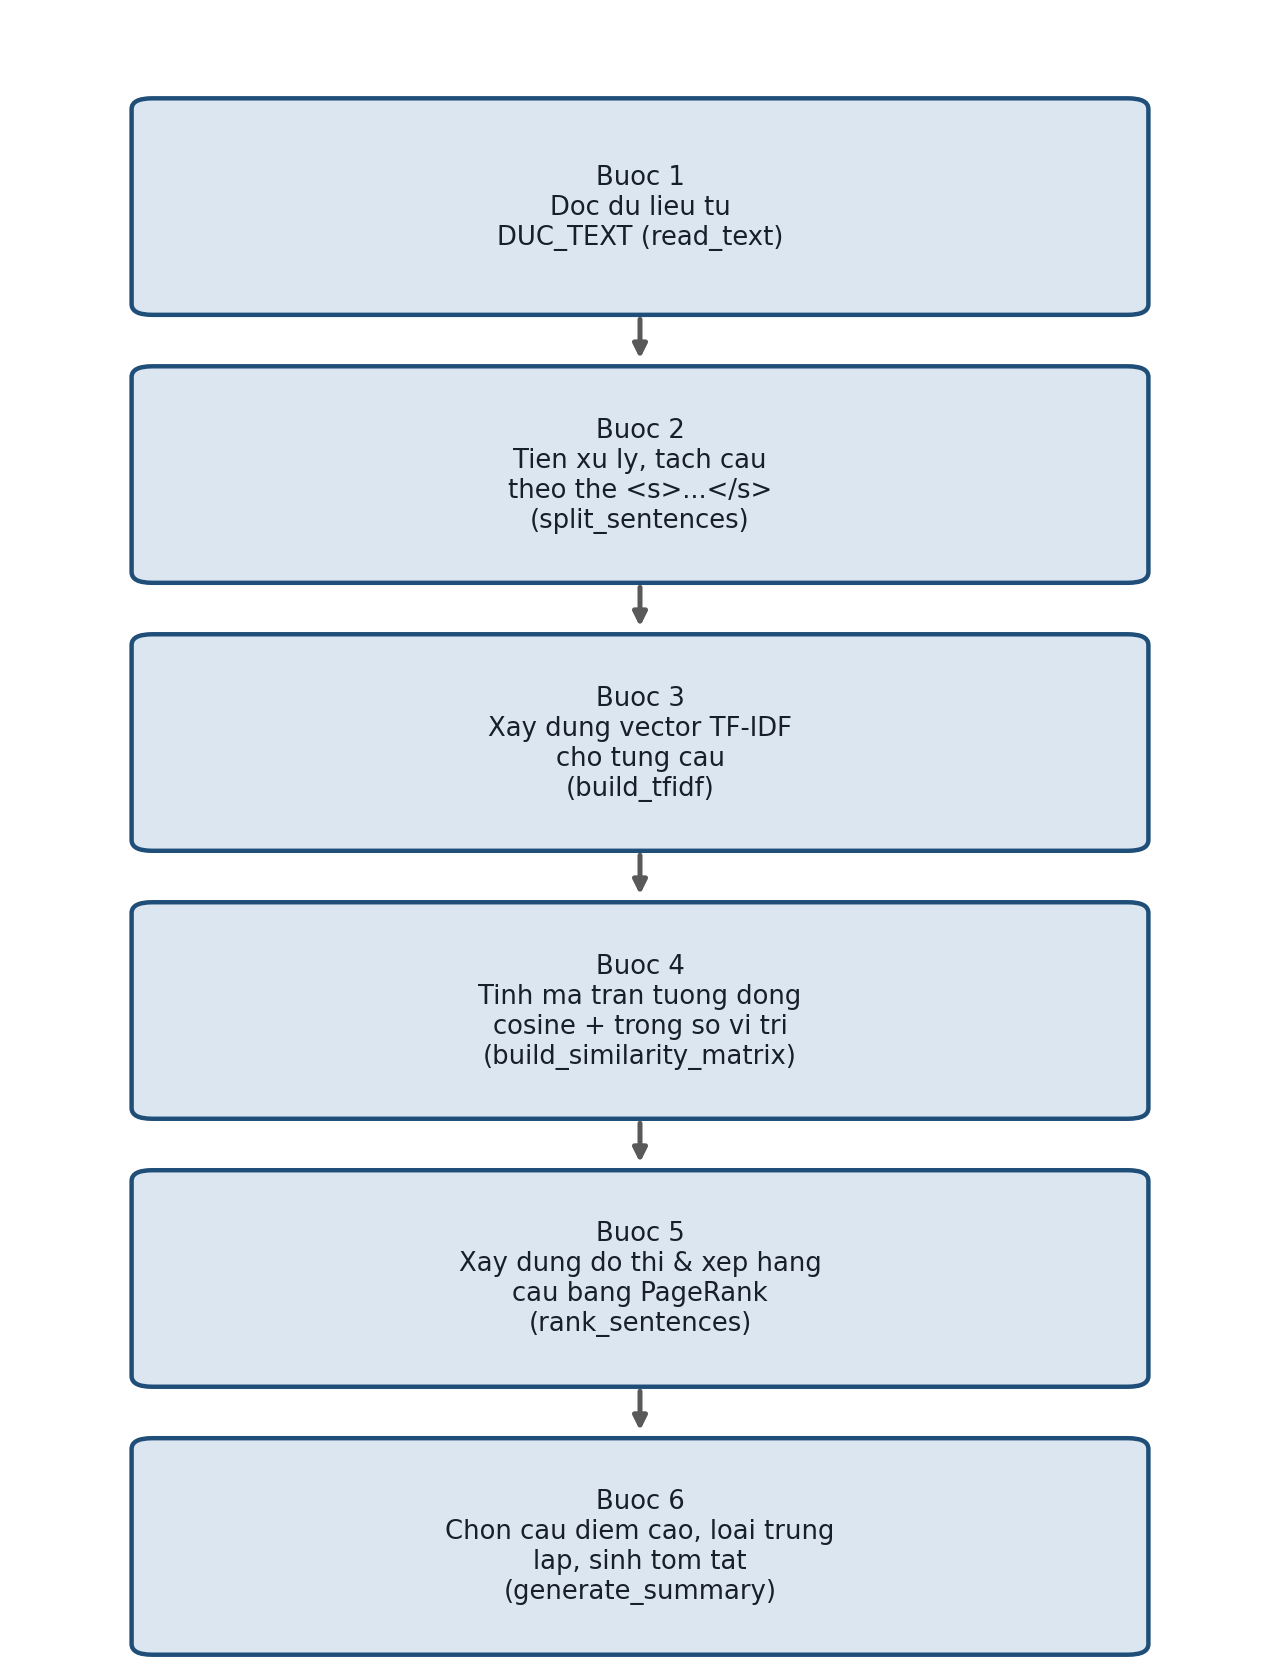 Buoc 1
Doc du lieu tu
DUC_TEXT (read_text)
Buoc 2
Tien xu ly, tach cau
theo the <s>...</s>
(split_sentences)
Buoc 3
Xay dung vector TF-IDF
cho tung cau
(build_tfidf)
Buoc 4
Tinh ma tran tuong dong
cosine + trong so vi tri
(build_similarity_matrix)
Buoc 5
Xay dung do thi & xep hang
cau bang PageRank
(rank_sentences)
Buoc 6
Chon cau diem cao, loai trung
lap, sinh tom tat
(generate_summary)